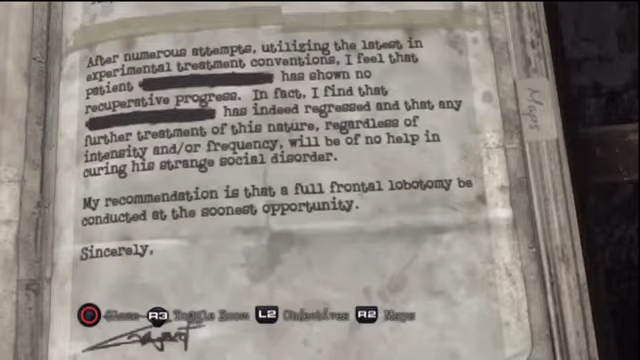 After numerous attempts, utilizing the latest in
experimental treatment conventions, I feel that
patient has shown no
recuperative progress. In fact, I find that
has indeed regressed and that any
further treatment of this nature, regardless of
intensity and/or frequency, will be of no help in
curing his strange social disorder.
My recommendation is that a full frontal lobotomy be
conducted at the soonest opportunity.
Sincerely,
Maps
Close R3 Toggle Zoom L2 Objectives R2 Maps